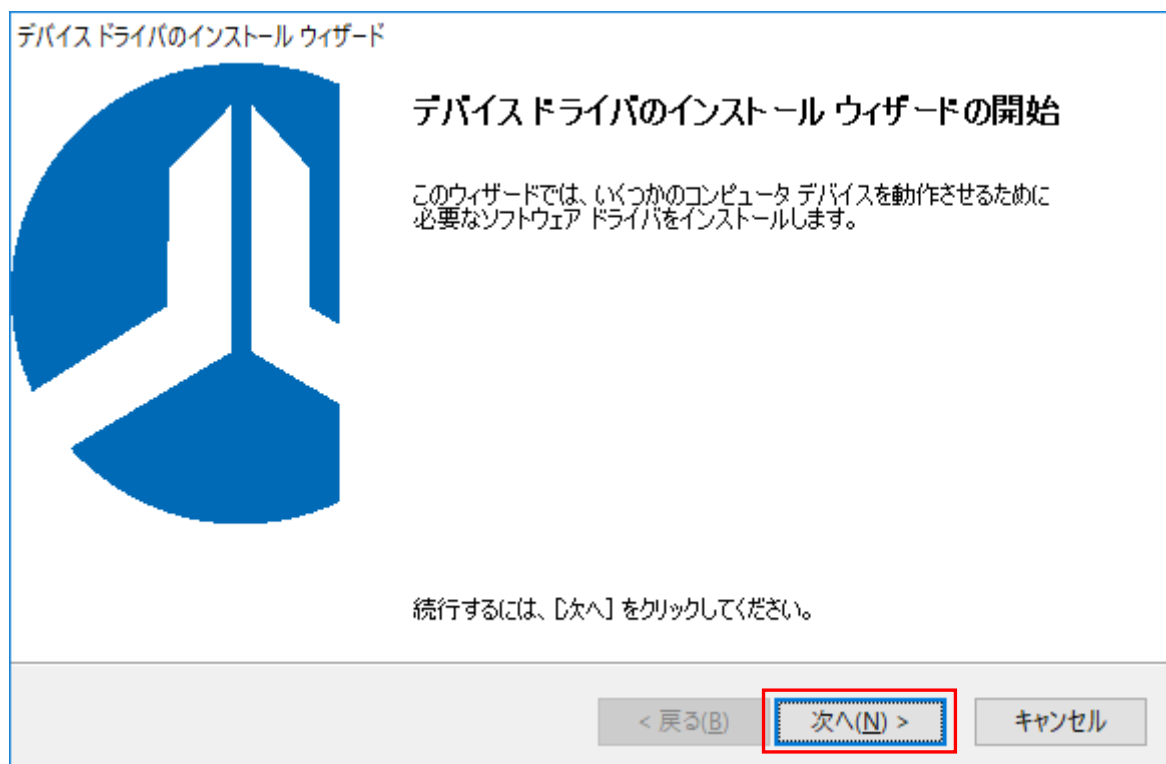 デバイス ドライバのインストール ウィザード
デバイス ドライバのインストール ウィザードの開始
このウィザードでは、いくつかのコンピュータ デバイスを動作させるために
必要なソフトウェア ドライバをインストールします。
続行するには、[次へ] をクリックしてください。
< 戻る(B)
次へ(N) >
キャンセル